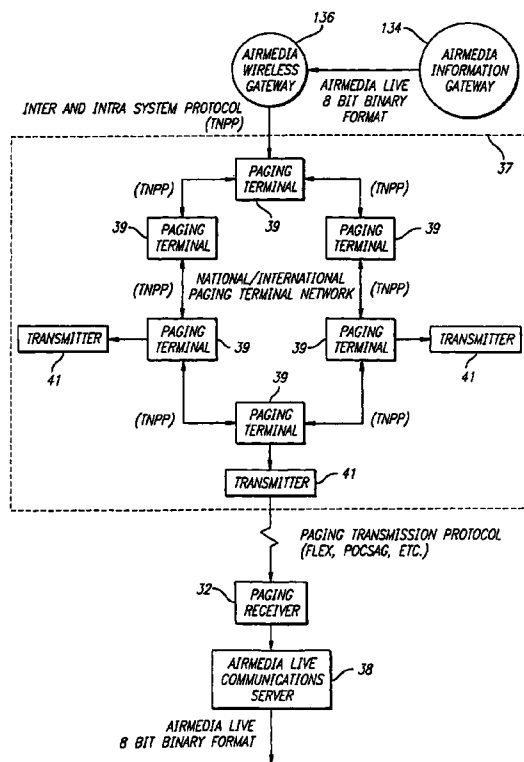 136
134
AIRMEDIA
WIRELESS
GATEWAY
AIRMEDIA
INFORMATION
GATEWAY
AIRMEDIA LIVE
8 BIT BINARY
FORMAT
INTER AND INTRA SYSTEM PROTOCOL
(TNPP)
37
PAGING
TERMINAL
39
(TNPP)
(TNPP)
39
PAGING
TERMINAL
PAGING
TERMINAL
39
(TNPP)
NATIONAL/INTERNATIONAL
PAGING TERMINAL NETWORK
(TNPP)
TRANSMITTER
41
PAGING
TERMINAL
39
PAGING
TERMINAL
39
TRANSMITTER
41
39
PAGING
TERMINAL
(TNPP)
(TNPP)
TRANSMITTER
41
PAGING TRANSMISSION PROTOCOL
(FLEX, POCSAG, ETC.)
32
PAGING
RECEIVER
AIRMEDIA LIVE
COMMUNICATIONS
SERVER
38
AIRMEDIA LIVE
8 BIT BINARY FORMAT